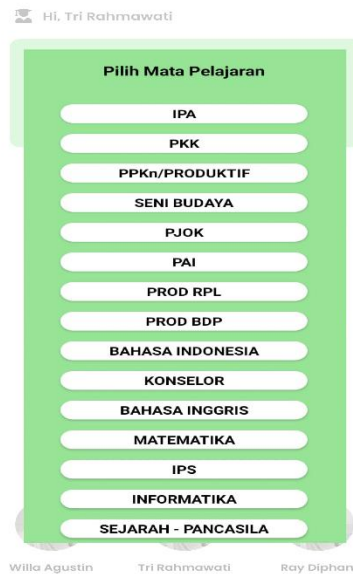 Hi, Tri Rahmawati
Pilih Mata Pelajaran
IPA
PKK
PPKn/PRODUKTIF
SENI BUDAYA
PJOK
PAI
PROD RPL
PROD BDP
BAHASA INDONESIA
KONSELOR
BAHASA INGGRIS
MATEMATIKA
IPS
INFORMATIKA
SEJARAH - PANCASILA
Willa Agustin Tri Rahmawati Ray Diphan